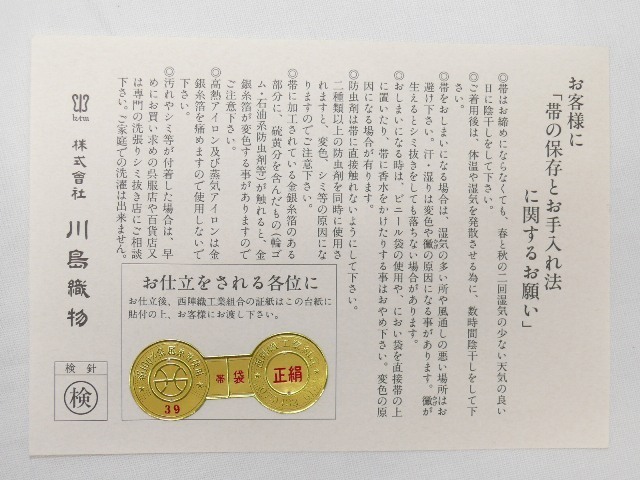 お客様に
「帯の保存とお手入れ法
に関するお願い」
◎帯はお締めにならなくても、春と秋の二回湿気の少ない天気の良い
日に陰干しをして下さい。
◎ご着用後は、体温や湿気を発散させる為に、数時間陰干しをして下
さい。
◎帯をおしまいになる場合は、湿気の多い所や風通しの悪い場所はお
避け下さい。汗・湿りは変色や黴の原因になる事があります。黴が
生えるとシミ抜きをしても落ちない場合があります。
◎おしまいになる時は、ビニール袋の使用や、におい袋を直接帯の上
に置いたり、帯に香水をかけたりする事はおやめ下さい。変色の原
因になる場合が有ります。
◎防虫剤は帯に直接触れないようにして下さい。
二種類以上の防虫剤を同時に使用さ
れますと、変色、シミ等の原因にな
りますのでご注意下さい。
◎帯に加工されている金銀糸箔のある
部分に、硫黄分を含んだもの(輪ゴ
ム・石油系防虫剤等)が触れると、金
銀糸箔が変色する事がありますので
ご注意下さい。
◎高熱アイロン及び蒸気アイロンは金
銀糸箔を痛めますので使用しないで
下さい。
◎汚れやシミ等が付着した場合は、早
めにお買い求めの呉服店や百貨店又
は専門の洗張りシミ抜き店にご相談
下さい。ご家庭での洗濯は出来ません。
お仕立をされる各位に
お仕立後、西陣織工業組合の証紙はこの台紙に
貼付の上、お客様にお渡し下さい。
39
帯
袋
正絹
株式會社
川島織物
検針
検